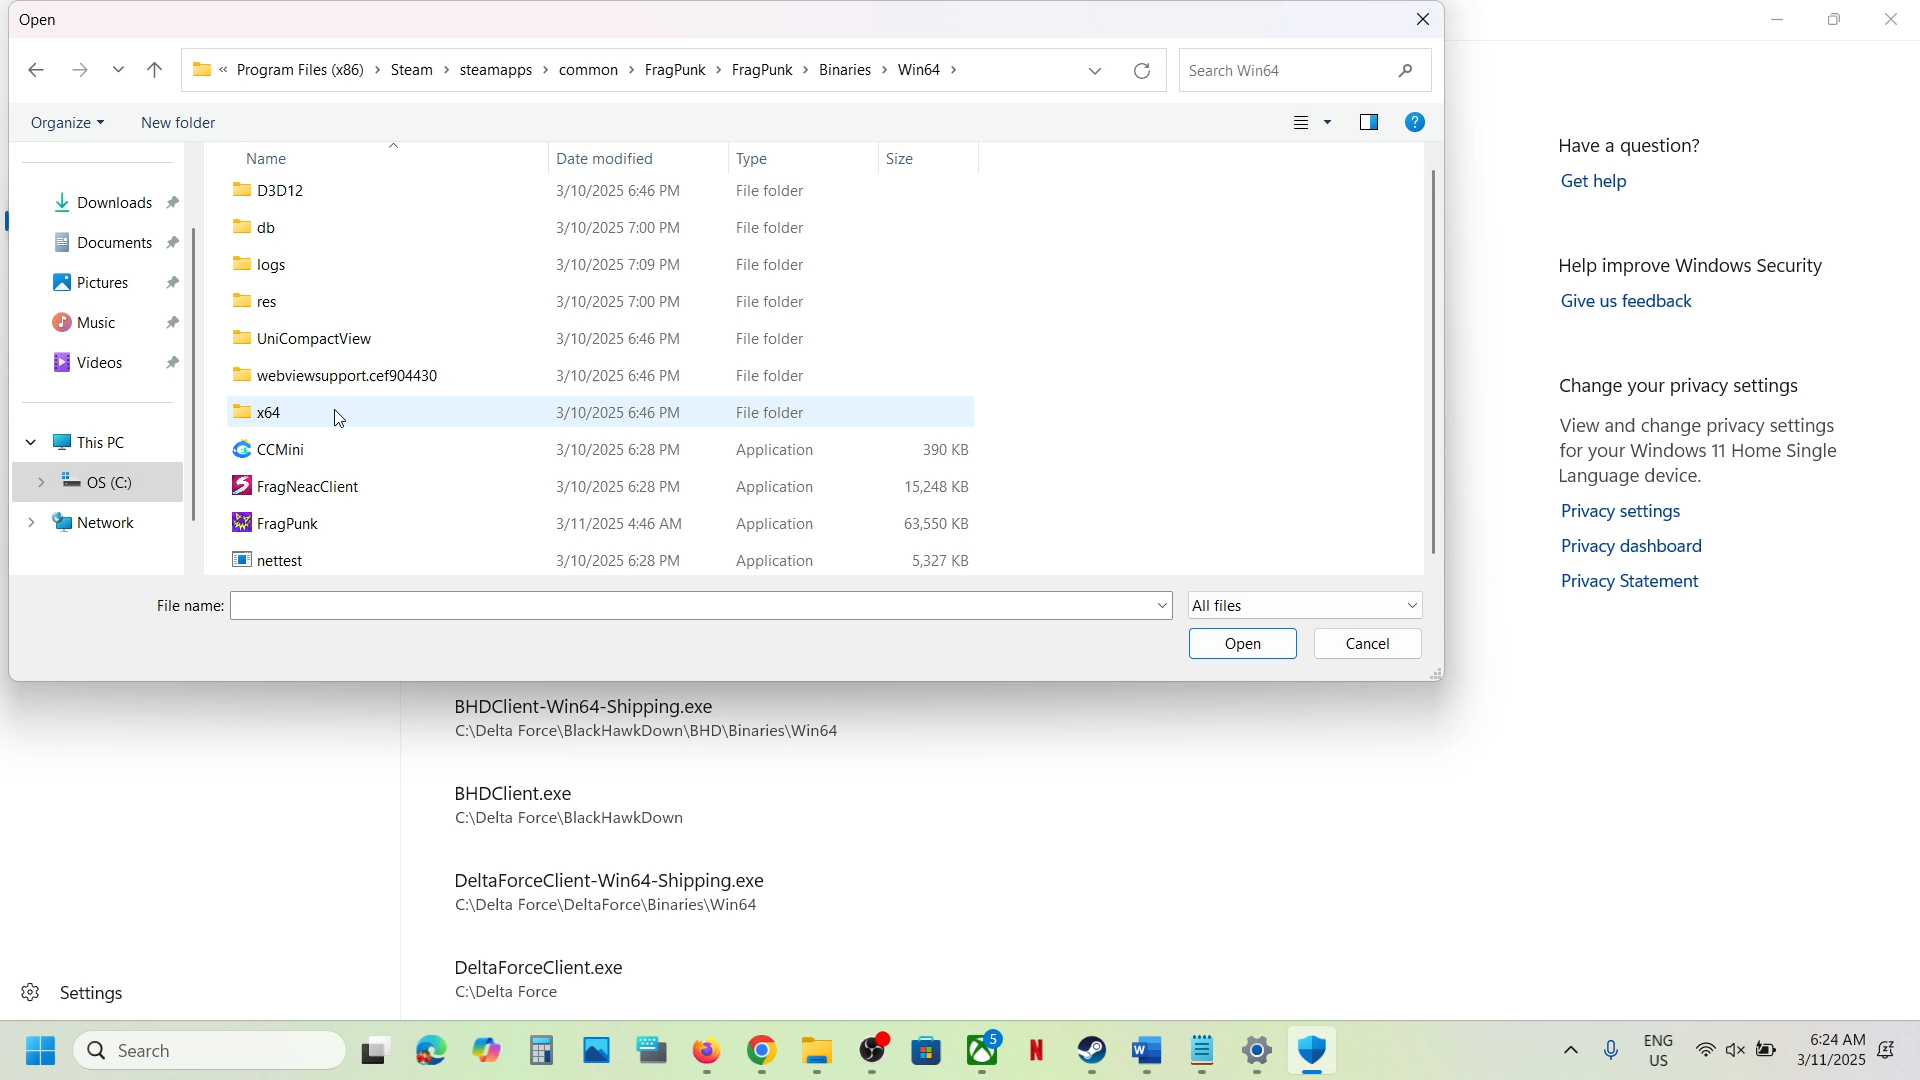 Open
« Program Files (x86) > Steam > steamapps > common > FragPunk > FragPunk > Binaries > Win64 >
Search Win64
Organize
New folder
Name Date modified Type Size
Downloads
Documents
Pictures
Music
Videos
This PC
OS (C:)
Network
D3D12 3/10/2025 6:46 PM File folder
db 3/10/2025 7:00 PM File folder
logs 3/10/2025 7:09 PM File folder
res 3/10/2025 7:00 PM File folder
UniCompactView 3/10/2025 6:46 PM File folder
webviewsupport.cef904430 3/10/2025 6:46 PM File folder
x64 3/10/2025 6:46 PM File folder
CCMini 3/10/2025 6:28 PM Application 390 KB
FragNeacClient 3/10/2025 6:28 PM Application 15,248 KB
FragPunk 3/11/2025 4:46 AM Application 63,550 KB
nettest 3/10/2025 6:28 PM Application 5,327 KB
File name:
All files
Open
Cancel
Have a question?
Get help
Help improve Windows Security
Give us feedback
Change your privacy settings
View and change privacy settings
for your Windows 11 Home Single
Language device.
Privacy settings
Privacy dashboard
Privacy Statement
BHDClient-Win64-Shipping.exe
C:\Delta Force\BlackHawkDown\BHD\Binaries\Win64
BHDClient.exe
C:\Delta Force\BlackHawkDown
DeltaForceClient-Win64-Shipping.exe
C:\Delta Force\DeltaForce\Binaries\Win64
DeltaForceClient.exe
C:\Delta Force
Settings
Search
5
ENG
US
6:24 AM
3/11/2025